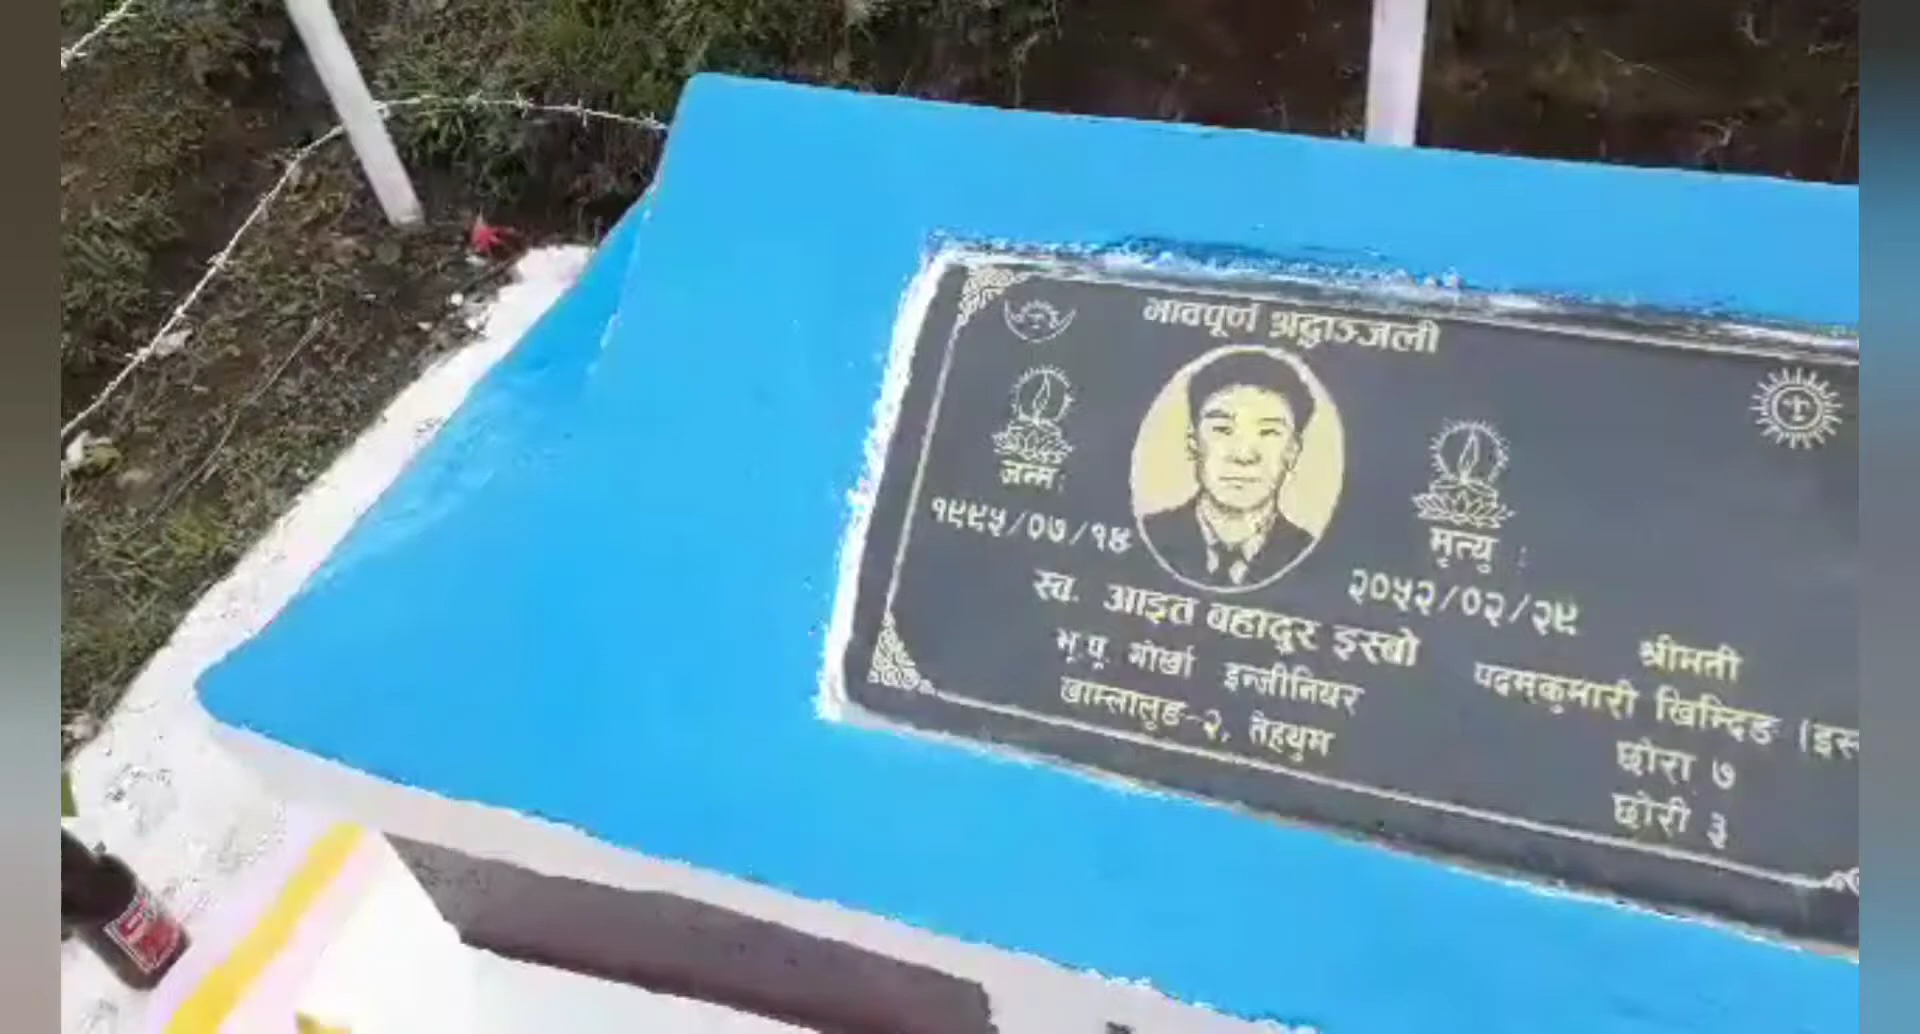 भावपूर्ण श्रद्धाञ्जली
जन्म:
१९९५/०७/१४
मृत्यु :
२०५२/०२/२९
स्व. आइत बहादुर इस्बो
भू.पू. गोर्खा इन्जीनियर
खाम्लालुङ-२, तेह्रथुम
श्रीमती
पदमकुमारी खिम्दिङ
छोरा ७
छोरी ३